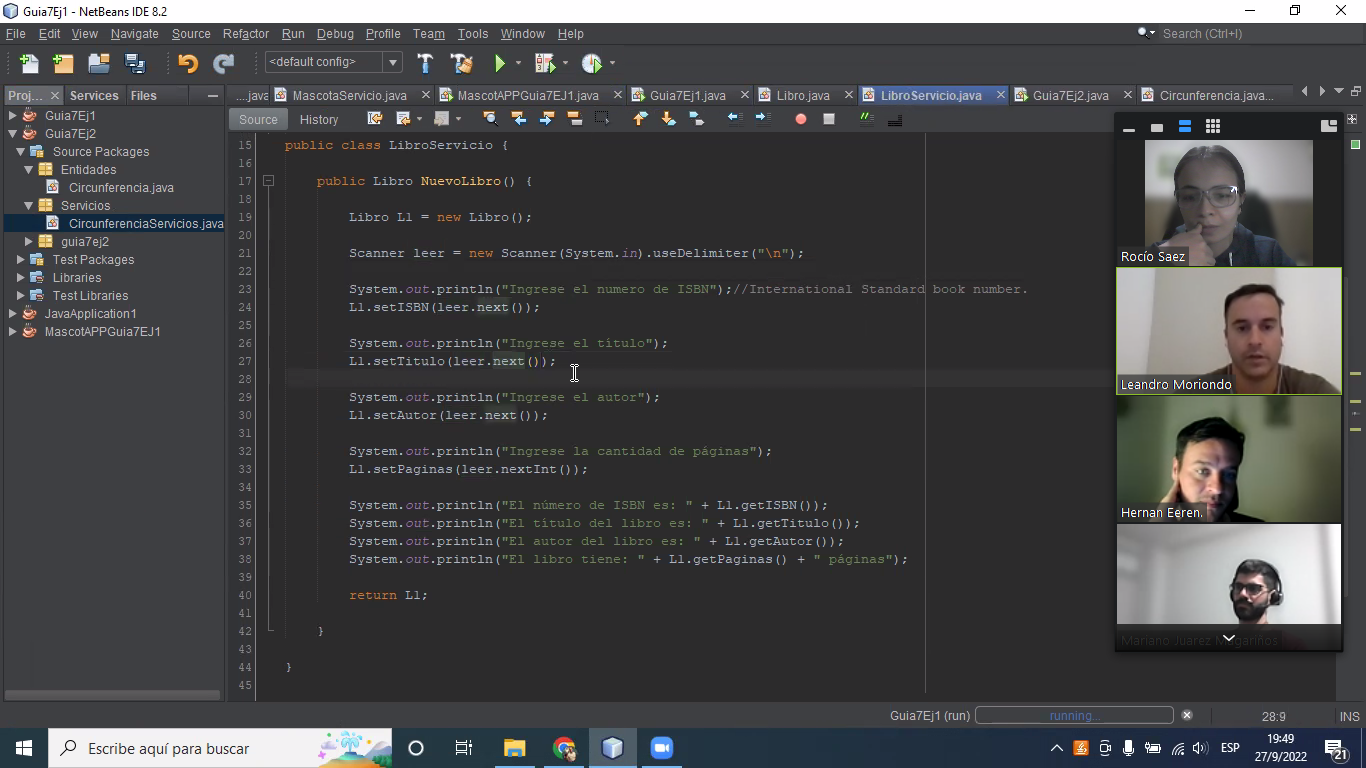 Guia7Ej1 - NetBeans IDE 8.2
File Edit View Navigate Source Refactor Run Debug Profile Team Tools Window Help
Search (Ctrl+I)
<default config>
Proj... Services Files
....java MascotaServicio.java MascotAPPGuia7EJ1.java Guia7Ej1.java Libro.java LibroServicio.java Guia7Ej2.java Circunferencia.java...
Source History
Guia7Ej1
Guia7Ej2
Source Packages
Entidades
Circunferencia.java
Servicios
CircunferenciaServicios.java
guia7ej2
Test Packages
Libraries
Test Libraries
JavaApplication1
MascotAPPGuia7EJ1
15 public class LibroServicio {
16
17 public Libro NuevoLibro() {
18
19 Libro L1 = new Libro();
20
21 Scanner leer = new Scanner(System.in).useDelimiter("\n");
22
23 System.out.println("Ingrese el numero de ISBN");//International Standard book number.
24 L1.setISBN(leer.next());
25
26 System.out.println("Ingrese el título");
27 L1.setTitulo(leer.next());
28
29 System.out.println("Ingrese el autor");
30 L1.setAutor(leer.next());
31
32 System.out.println("Ingrese la cantidad de páginas");
33 L1.setPaginas(leer.nextInt());
34
35 System.out.println("El número de ISBN es: " + L1.getISBN());
36 System.out.println("El titulo del libro es: " + L1.getTitulo());
37 System.out.println("El autor del libro es: " + L1.getAutor());
38 System.out.println("El libro tiene: " + L1.getPaginas() + " páginas");
39
40 return L1;
41
42 }
43
44 }
45
Rocío Saez
Leandro Moriondo
Hernan Eeren.
Mariano Juarez Magariños
Guia7Ej1 (run) running... 28:9 INS
Escribe aquí para buscar
ESP
19:49
27/9/2022
21